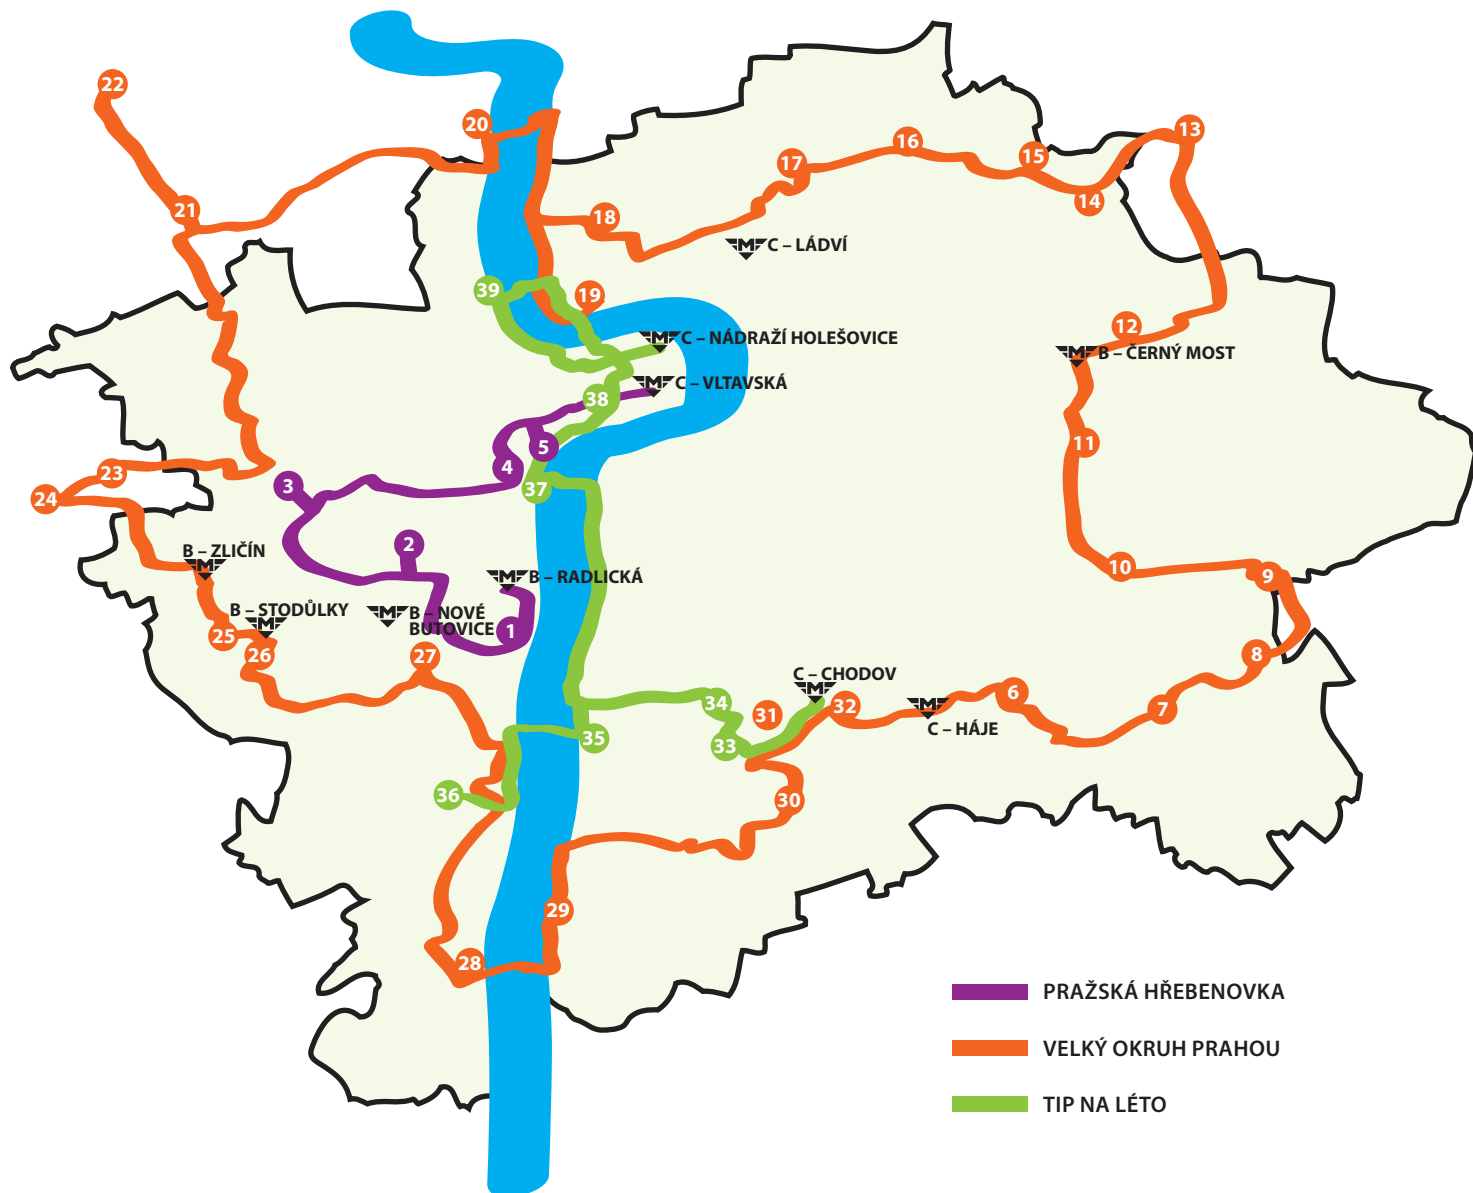 22
20
13
16
15
17
14
21
18
C – LÁDVÍ
39
19
12
C – NÁDRAŽÍ HOLEŠOVICE
B – ČERNÝ MOST
C – VLTAVSKÁ
38
11
5
4
23
3
37
24
2
B – ZLIČÍN
10
9
B – RADLICKÁ
B – STODŮLKY
B – NOVÉ
BUTOVICE
1
25
26
27
8
C – CHODOV
6
34
32
7
31
C – HÁJE
35
33
36
30
29
28
PRAŽSKÁ HŘEBENOVKA
VELKÝ OKRUH PRAHOU
TIP NA LÉTO